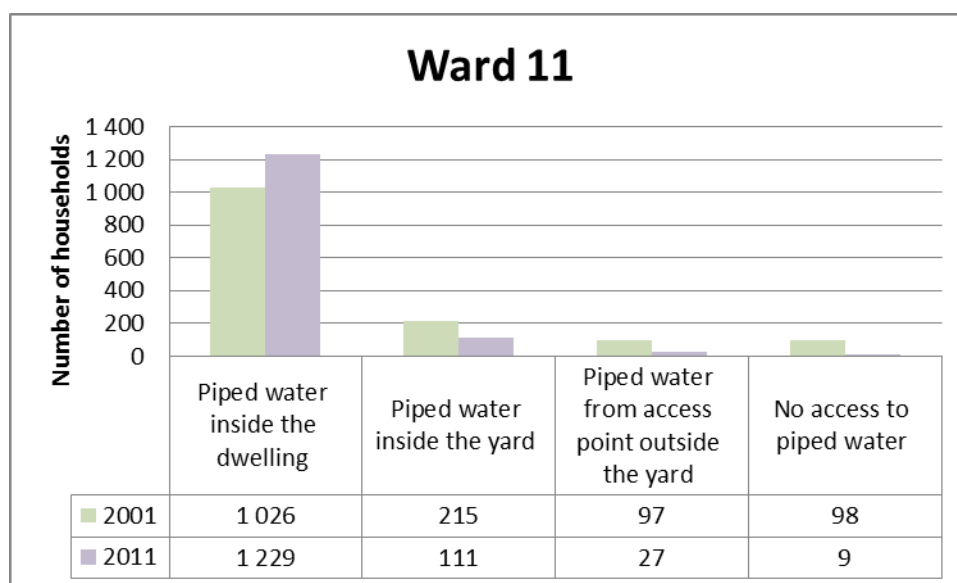 Ward 11
Number of households
1 400
1 200
1 000
800
600
400
200
0
Piped water
inside the
dwelling
Piped water
inside the yard
Piped water
from access
point outside
the yard
No access to
piped water
2001 1 026 215 97 98
2011 1 229 111 27 9